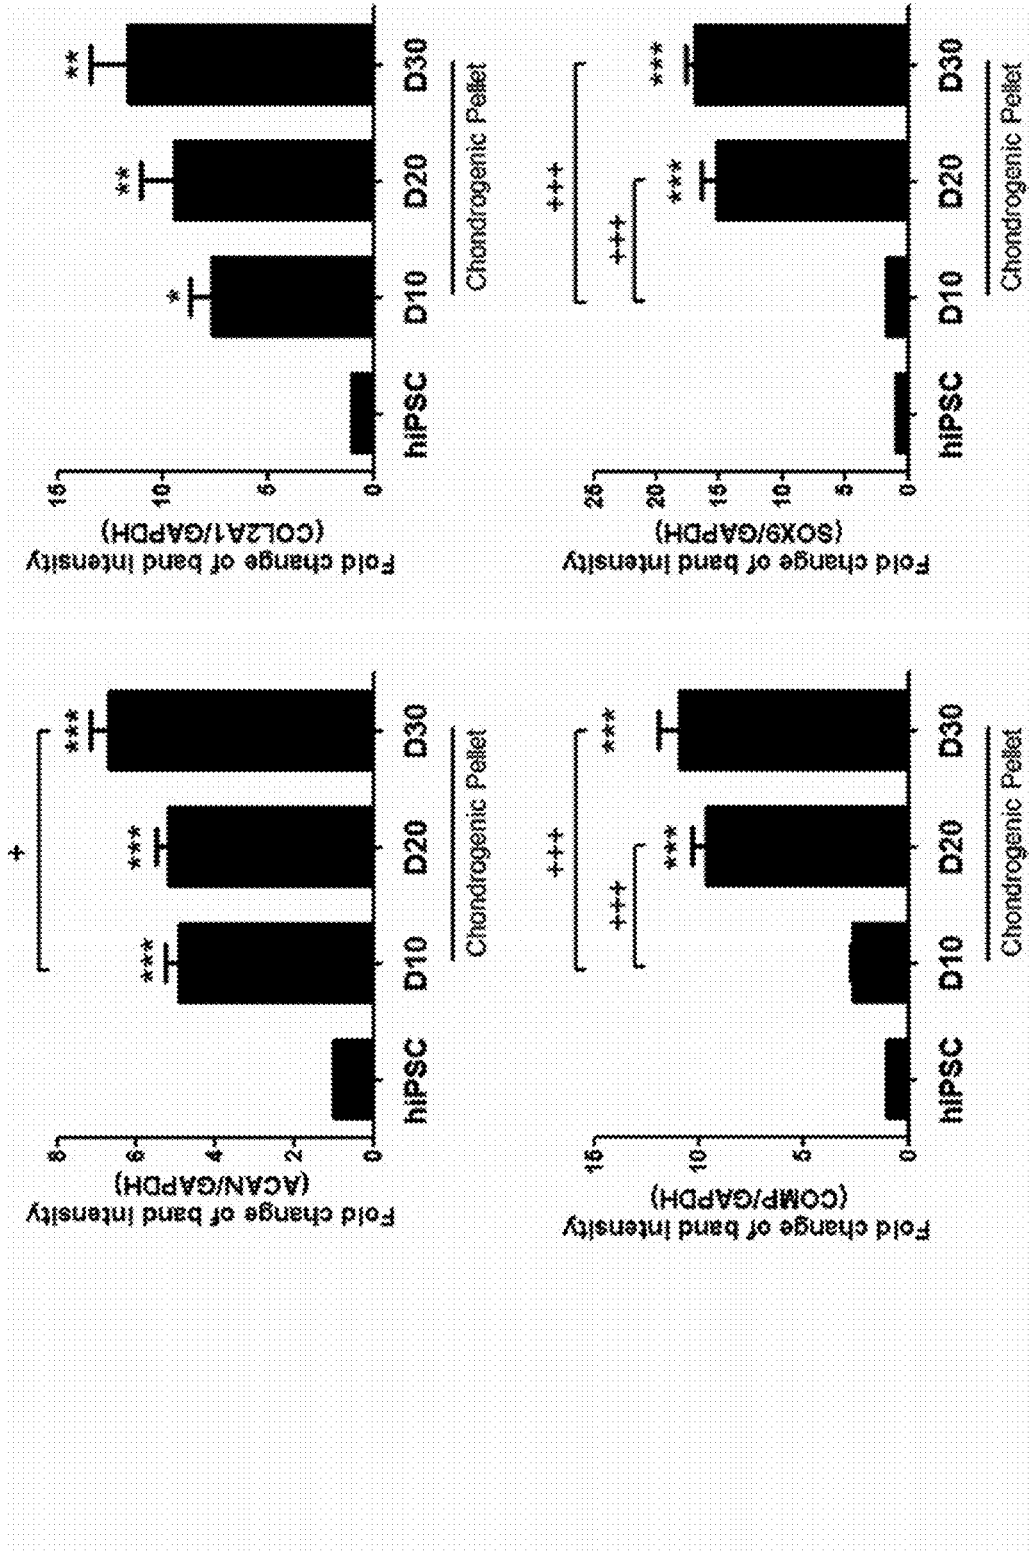 Fold change of band intensity
(ACAN/GAPDH)
8
6
4
2
0
+
***
***
***
hiPSC D10 D20 D30
Chondrogenic Pellet
Fold change of band intensity
(COL2A1/GAPDH)
15
10
5
0
*
**
**
hiPSC D10 D20 D30
Chondrogenic Pellet
Fold change of band intensity
(COMP/GAPDH)
15
10
5
0
+++
+++
***
***
hiPSC D10 D20 D30
Chondrogenic Pellet
Fold change of band intensity
(SOX9/GAPDH)
25
20
15
10
5
0
+++
+++
***
***
hiPSC D10 D20 D30
Chondrogenic Pellet